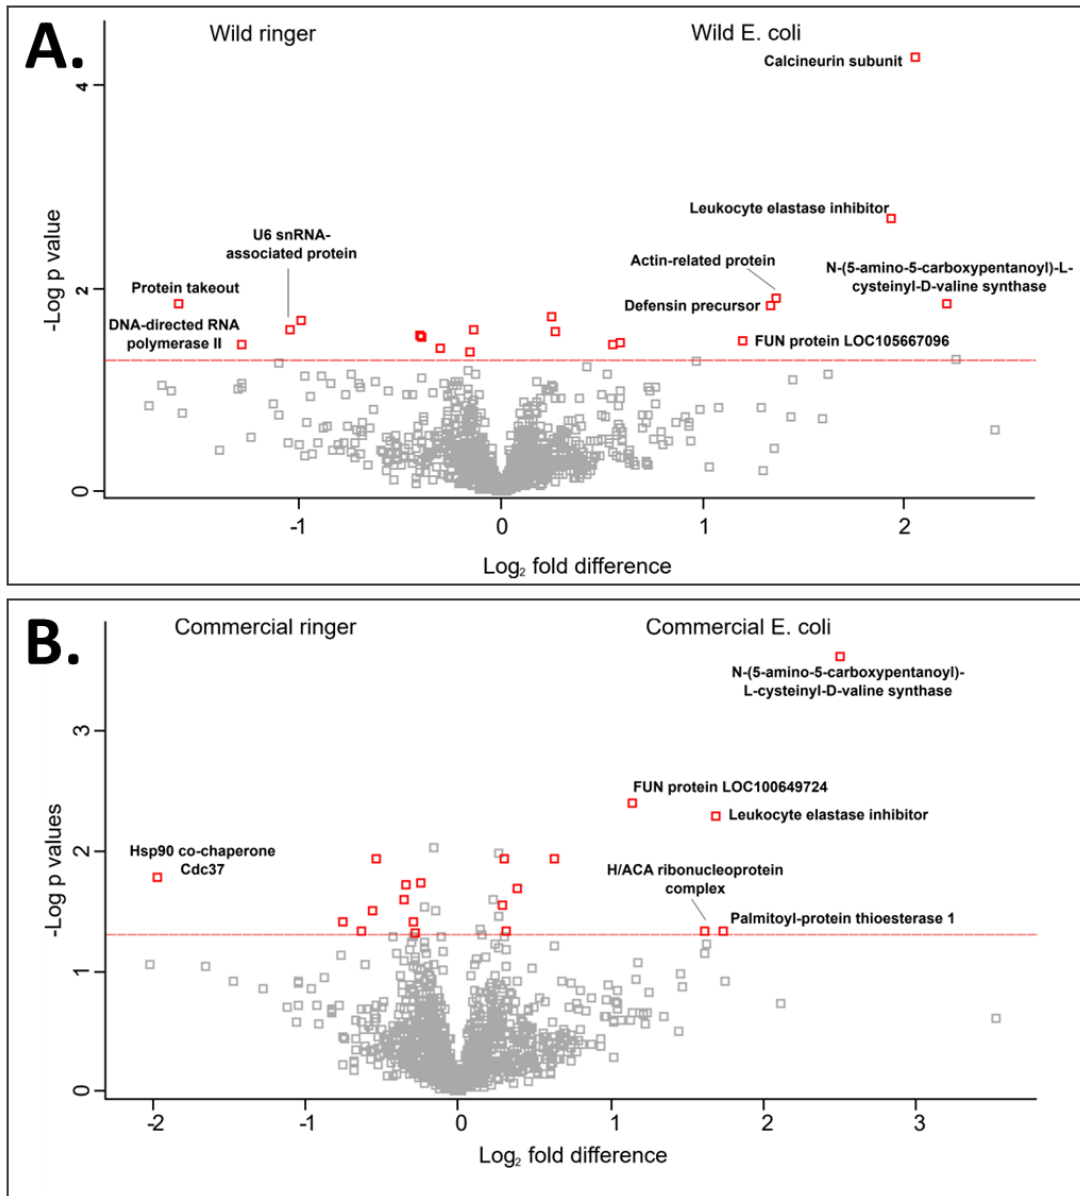 A.
Wild ringer
Wild E. coli
Calcineurin subunit
4
Leukocyte elastase inhibitor
U6 snRNA-
associated protein
Actin-related protein
N-(5-amino-5-carboxypentanoyl)-L-
cysteinyl-D-valine synthase
-Log p value
2
Protein takeout
Defensin precursor
DNA-directed RNA
polymerase II
FUN protein LOC105667096
0
-1
0
1
2
Log2 fold difference
B.
Commercial ringer
Commercial E. coli
N-(5-amino-5-carboxypentanoyl)-
L-cysteinyl-D-valine synthase
3
FUN protein LOC100649724
Leukocyte elastase inhibitor
-Log p values
2
Hsp90 co-chaperone
Cdc37
H/ACA ribonucleoprotein
complex
Palmitoyl-protein thioesterase 1
1
0
-2
-1
0
1
2
3
Log2 fold difference